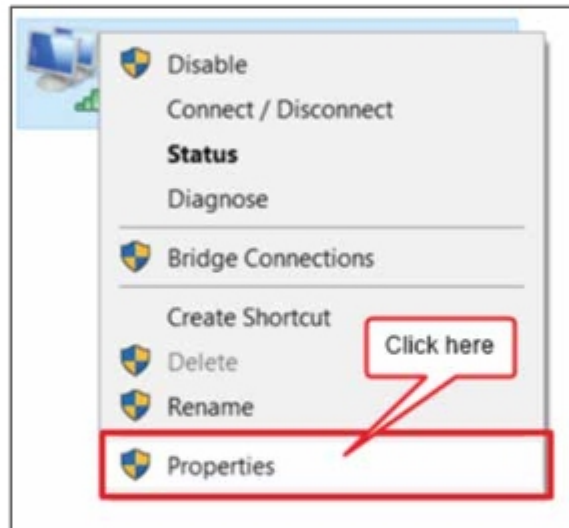 Disable
Connect / Disconnect
Status
Diagnose
Bridge Connections
Create Shortcut
Click here
Delete
Rename
Properties